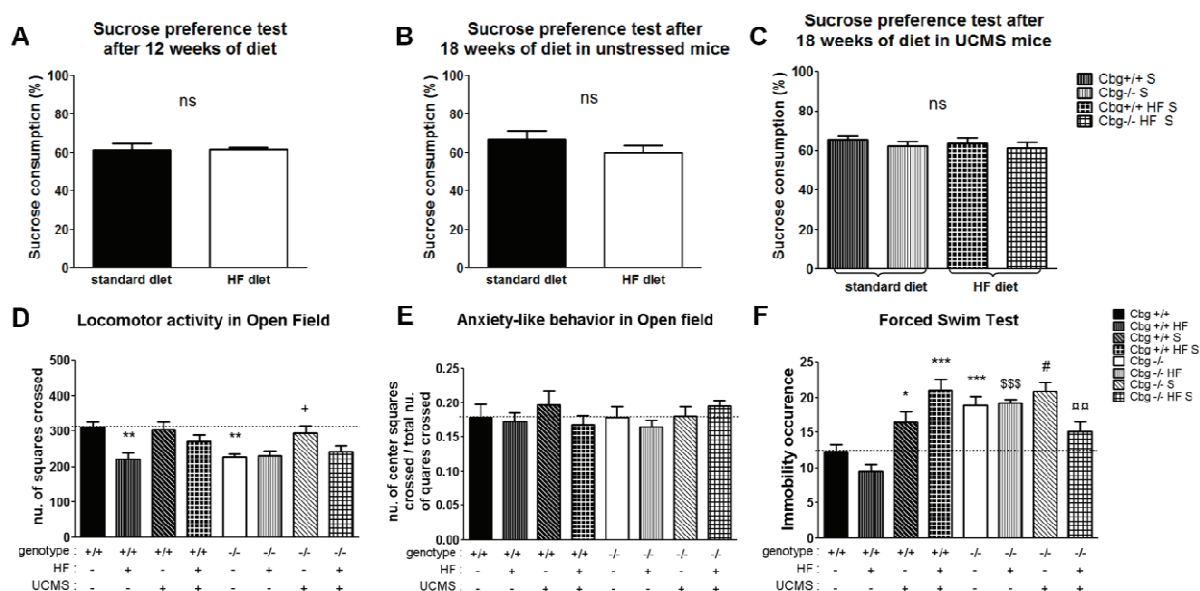 A
Sucrose preference test
after 12 weeks of diet
Sucrose consumption (%)
100
80
60
40
20
0
ns
standard diet
HF diet
B
Sucrose preference test after
18 weeks of diet in unstressed mice
Sucrose consumption (%)
100
80
60
40
20
0
ns
standard diet
HF diet
C
Sucrose preference test after
18 weeks of diet in UCMS mice
Sucrose consumption (%)
100
80
60
40
20
0
ns
standard diet
HF diet
Cbg+/+ S
Cbg-/- S
Cbg+/+ HF S
Cbg-/- HF S
D
Locomotor activity in Open Field
nu. of squares crossed
500
400
300
200
100
0
**
**
+
genotype : +/+ +/+ +/+ +/+ -/- -/- -/- -/-
HF : - + - + - + - +
UCMS : - - + + - - + +
E
Anxiety-like behavior in Open field
nu. of center squares
crossed / total nu.
of quares crossed
0.25
0.20
0.15
0.10
0.05
0.00
+/+ +/+ +/+ +/+ -/- -/- -/- -/-
- + - + - + - +
- - + + - - + +
F
Forced Swim Test
Immobility occurence
25
20
15
10
5
0
*
***
***
$$$
#
¤¤
+/+ +/+ +/+ +/+ -/- -/- -/- -/-
- + - + - + - +
- - + + - - + +
Cbg +/+
Cbg +/+ HF
Cbg +/+ S
Cbg +/+ HF S
Cbg -/-
Cbg -/- HF
Cbg -/- S
Cbg -/- HF S